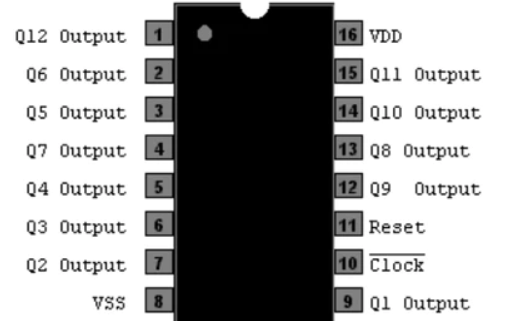 Q12 Output 1 16 VDD
Q6 Output 2 15 Q11 Output
Q5 Output 3 14 Q10 Output
Q7 Output 4 13 Q8 Output
Q4 Output 5 12 Q9 Output
Q3 Output 6 11 Reset
Q2 Output 7 10 Clock
VSS 8 9 Q1 Output